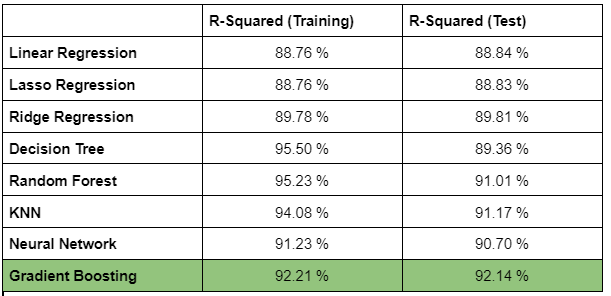 R-Squared (Training) R-Squared (Test)
Linear Regression 88.76 % 88.84 %
Lasso Regression 88.76 % 88.83 %
Ridge Regression 89.78 % 89.81 %
Decision Tree 95.50 % 89.36 %
Random Forest 95.23 % 91.01 %
KNN 94.08 % 91.17 %
Neural Network 91.23 % 90.70 %
Gradient Boosting 92.21 % 92.14 %